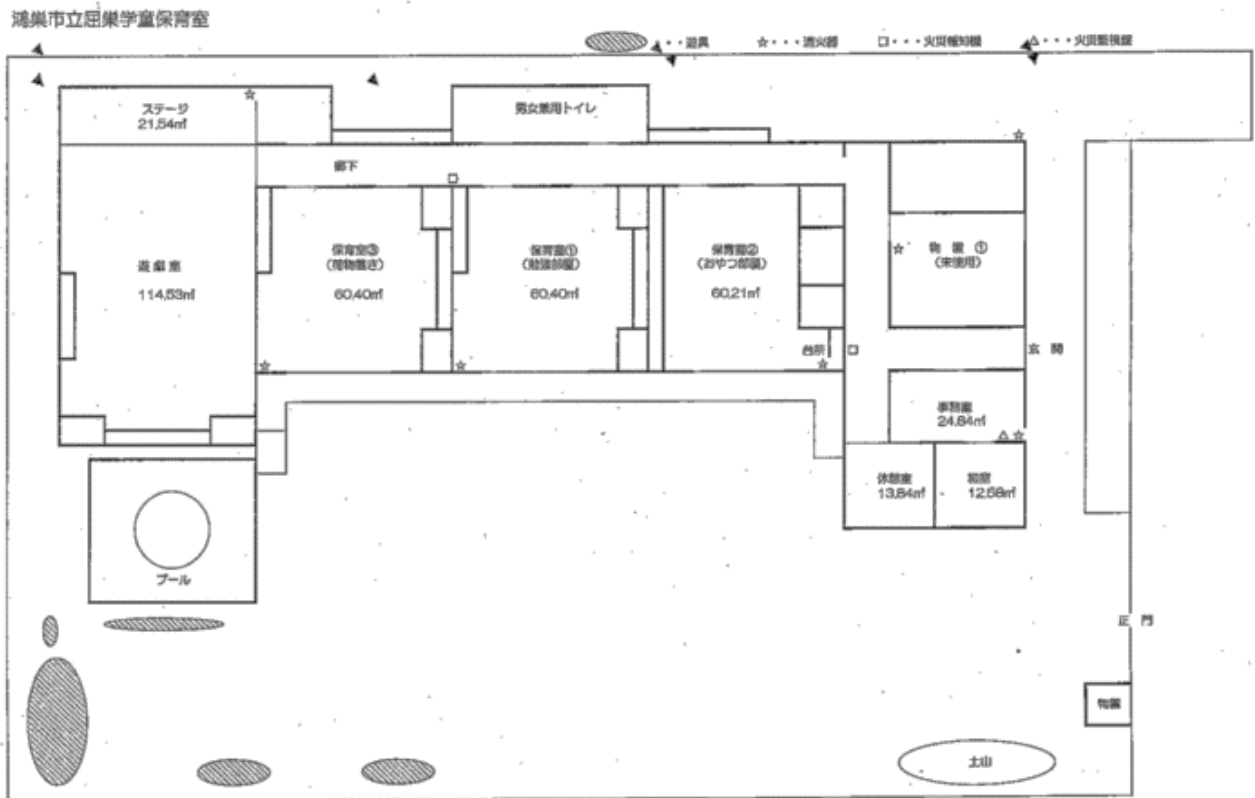 鴻巣市立屈巣学童保育室
・・・遊具
☆・・・消火器
□・・・火災報知機
△・・・火災監視盤
ステージ
21,54㎡
男女兼用トイレ
廊下
遊戯室
114,53㎡
保育室③
(荷物置き)
60,40㎡
保育室①
(勉強部屋)
60,40㎡
保育室②
(おやつ部屋)
60,21㎡
物置①
(未使用)
台所
玄関
事務室
24,84㎡
休憩室
13,84㎡
和室
12,58㎡
プール
正門
物置
土山